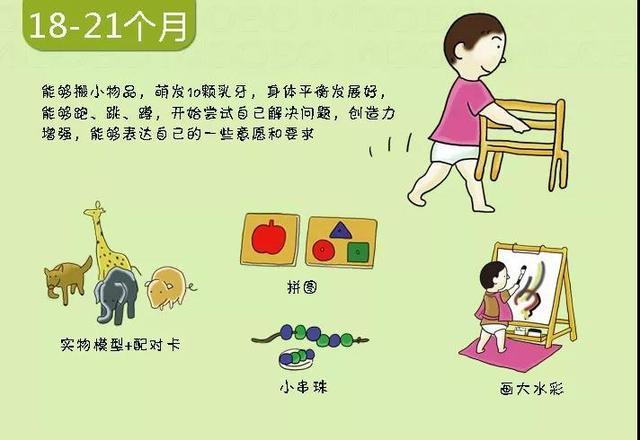 18-21个月
能够搬小物品，萌发10颗乳牙，身体平衡发展好，
能够跑、跳、蹲，开始尝试自己解决问题，创造力
增强，能够表达自己的一些意愿和要求
拼图
实物模型+配对卡
小串珠
画大水彩